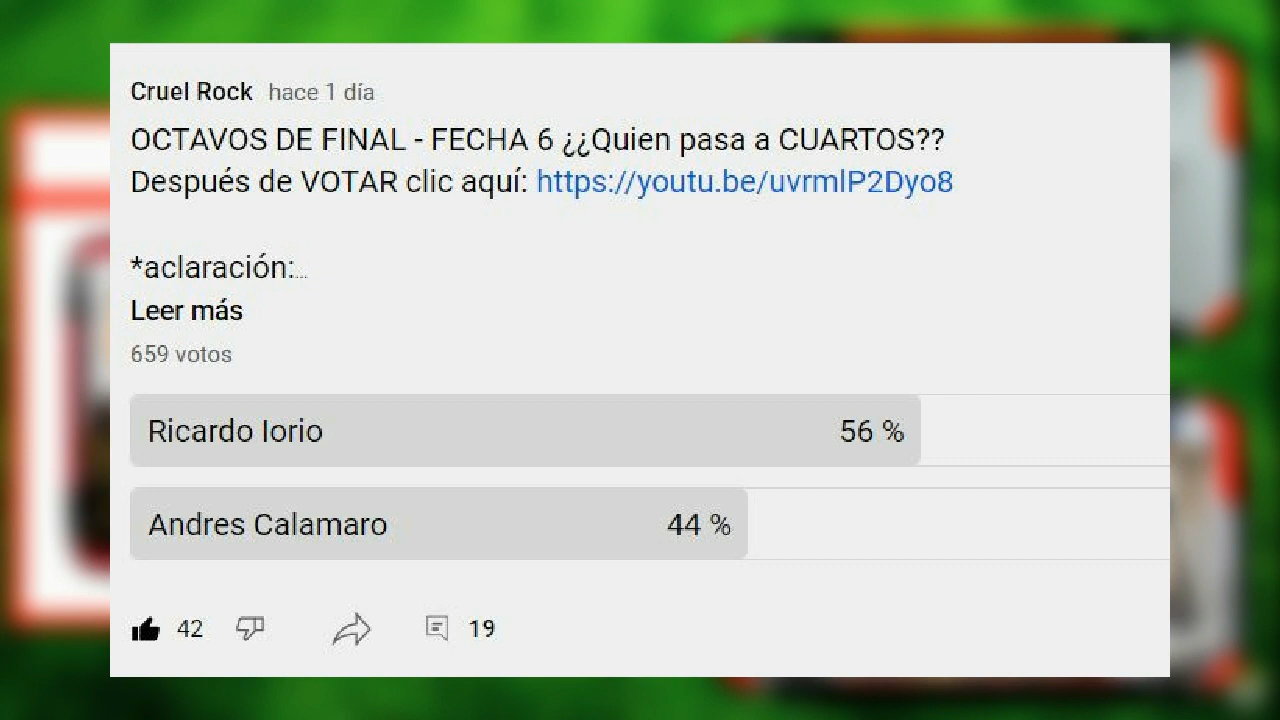 Cruel Rock hace 1 día
OCTAVOS DE FINAL - FECHA 6 ¿¿Quien pasa a CUARTOS??
Después de VOTAR clic aquí: https://youtu.be/uvrmlP2Dyo8
*aclaración:...
Leer más
659 votos
Ricardo Iorio 56 %
Andres Calamaro 44 %
42 19